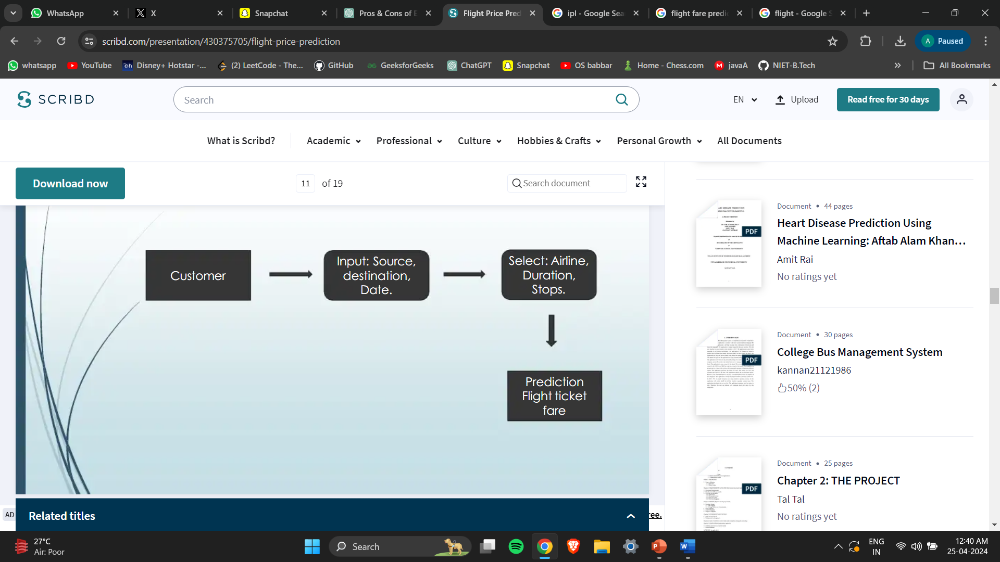 WhatsApp
X
Snapchat
Pros & Cons of E
Flight Price Pred
ipl - Google Sea
flight fare predic
flight - Google S
scribd.com/presentation/430375705/flight-price-prediction
A Paused
whatsapp
YouTube
Disney+ Hotstar -...
(2) LeetCode - The...
GitHub
GeeksforGeeks
ChatGPT
Snapchat
OS babbar
Home - Chess.com
javaA
NIET-B.Tech
All Bookmarks
SCRIBD
Search
EN
Upload
Read free for 30 days
What is Scribd?
Academic
Professional
Culture
Hobbies & Crafts
Personal Growth
All Documents
Download now
11 of 19
Search document
Customer
Input: Source,
destination,
Date.
Select: Airline,
Duration,
Stops.
Prediction
Flight ticket
fare
Related titles
AD
ree.
Document • 44 pages
Heart Disease Prediction Using
Machine Learning: Aftab Alam Khan...
Amit Rai
No ratings yet
PDF
Document • 30 pages
College Bus Management System
kannan21121986
50% (2)
PDF
Document • 25 pages
Chapter 2: THE PROJECT
Tal Tal
No ratings yet
PDF
27°C
Air: Poor
Search
ENG
IN
12:40 AM
25-04-2024